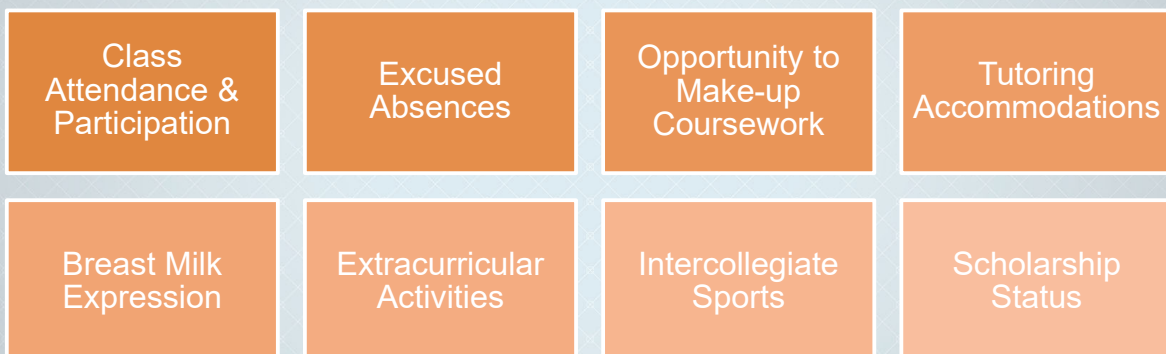 Class
Attendance &
Participation
Excused
Absences
Opportunity to
Make-up
Coursework
Tutoring
Accommodations
Breast Milk
Expression
Extracurricular
Activities
Intercollegiate
Sports
Scholarship
Status